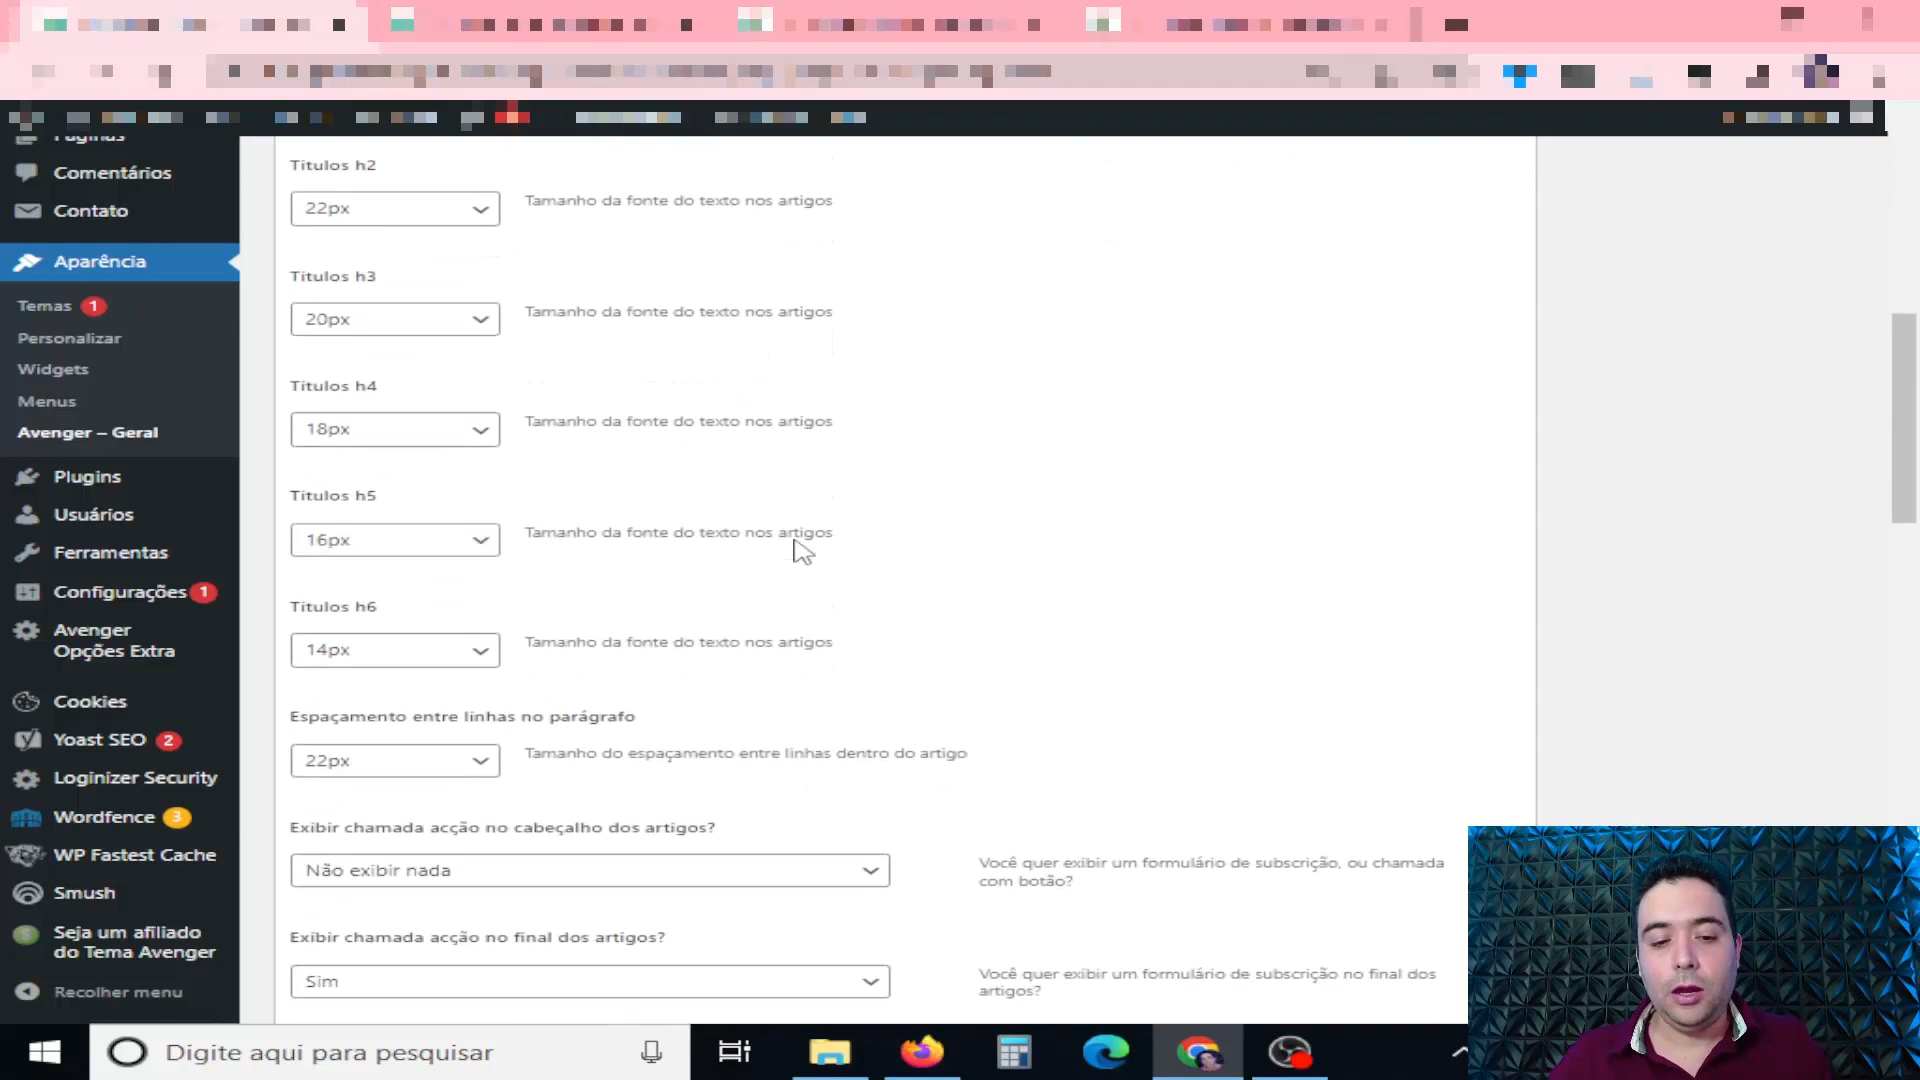 Páginas
Comentários
Contato
Aparência
Temas 1
Personalizar
Widgets
Menus
Avenger – Geral
Plugins
Usuários
Ferramentas
Configurações 1
Avenger
Opções Extra
Cookies
Yoast SEO 2
Loginizer Security
Wordfence 3
WP Fastest Cache
Smush
Seja um afiliado
do Tema Avenger
Recolher menu
Titulos h2
22px
Tamanho da fonte do texto nos artigos
Titulos h3
20px
Tamanho da fonte do texto nos artigos
Titulos h4
18px
Tamanho da fonte do texto nos artigos
Titulos h5
16px
Tamanho da fonte do texto nos artigos
Titulos h6
14px
Tamanho da fonte do texto nos artigos
Espaçamento entre linhas no parágrafo
22px
Tamanho do espaçamento entre linhas dentro do artigo
Exibir chamada acção no cabeçalho dos artigos?
Não exibir nada
Você quer exibir um formulário de subscrição, ou chamada
com botão?
Exibir chamada acção no final dos artigos?
Sim
Você quer exibir um formulário de subscrição no final dos
artigos?
Digite aqui para pesquisar